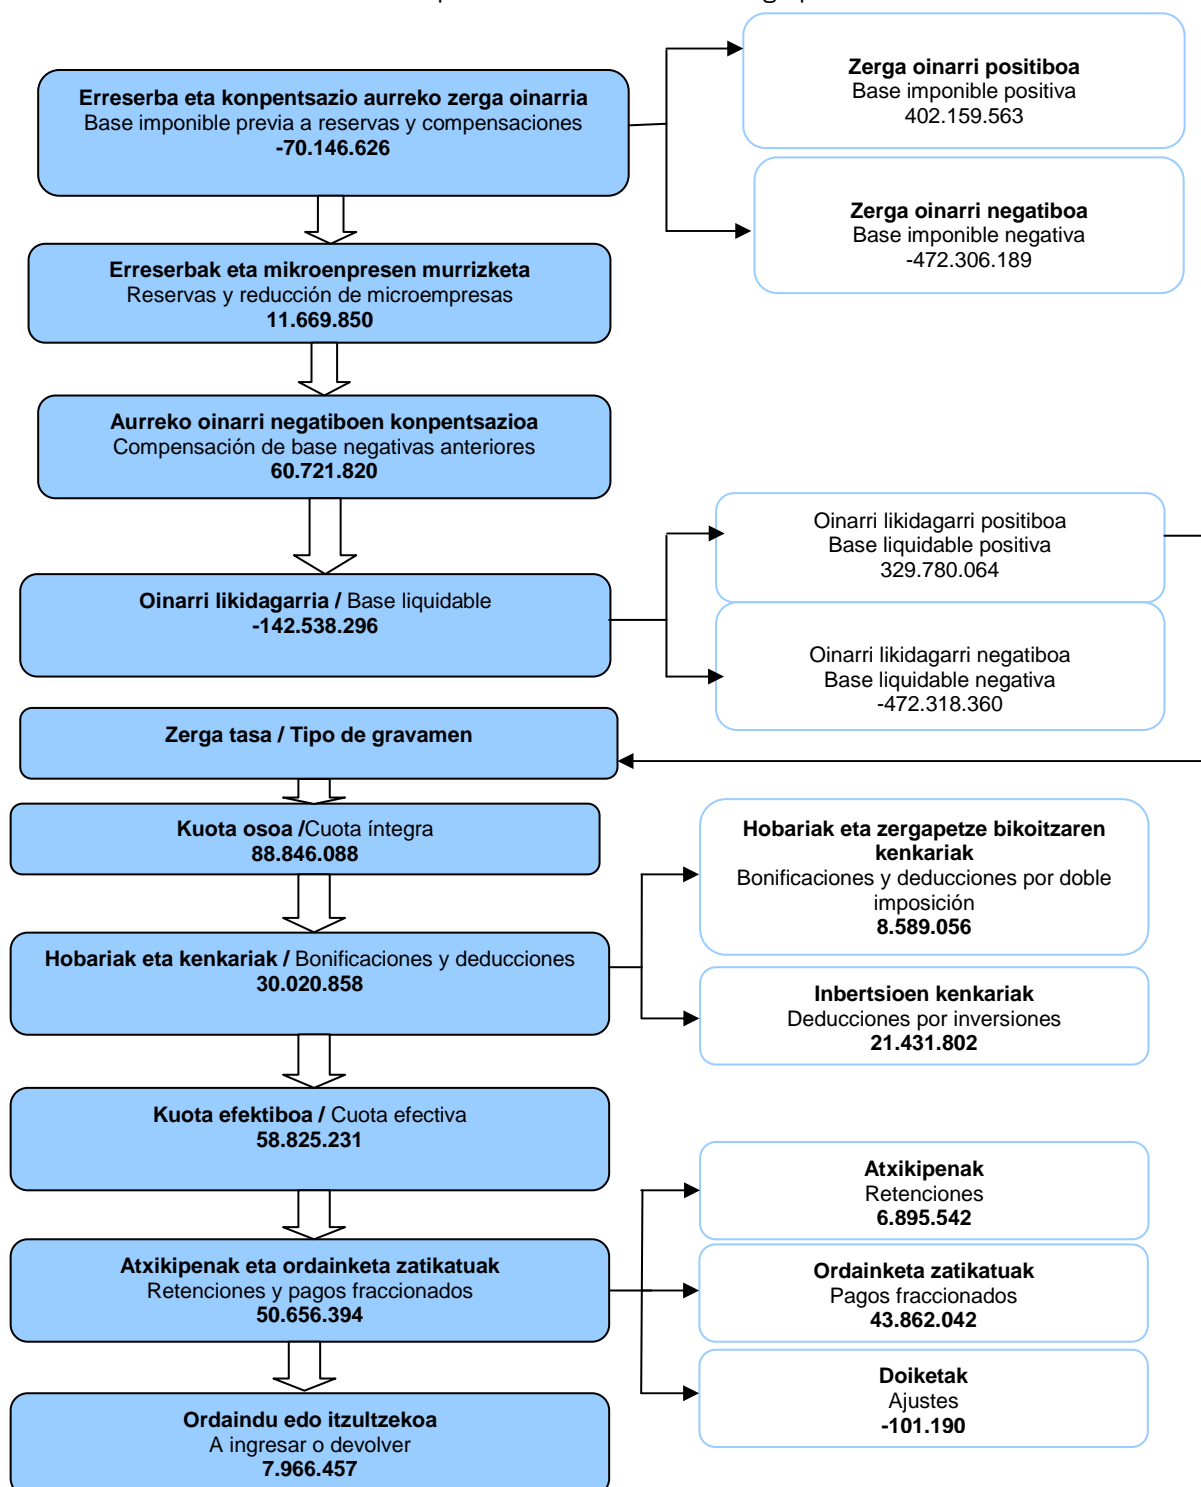 Erreserba eta konpentsazio aurreko zerga oinarria
Base imponible previa a reservas y compensaciones
-70.146.626
Zerga oinarri positiboa
Base imponible positiva
402.159.563
Zerga oinarri negatiboa
Base imponible negativa
-472.306.189
Erreserbak eta mikroenpresen murrizketa
Reservas y reducción de microempresas
11.669.850
Aurreko oinarri negatiboen konpentsazioa
Compensación de base negativas anteriores
60.721.820
Oinarri likidagarri positiboa
Base liquidable positiva
329.780.064
Oinarri likidagarria / Base liquidable
-142.538.296
Oinarri likidagarri negatiboa
Base liquidable negativa
-472.318.360
Zerga tasa / Tipo de gravamen
Kuota osoa /Cuota íntegra
88.846.088
Hobariak eta zergapetze bikoitzaren
kenkariak
Bonificaciones y deducciones por doble
imposición
8.589.056
Hobariak eta kenkariak / Bonificaciones y deducciones
30.020.858
Inbertsioen kenkariak
Deducciones por inversiones
21.431.802
Kuota efektiboa / Cuota efectiva
58.825.231
Atxikipenak
Retenciones
6.895.542
Atxikipenak eta ordainketa zatikatuak
Retenciones y pagos fraccionados
50.656.394
Ordainketa zatikatuak
Pagos fraccionados
43.862.042
Doiketak
Ajustes
-101.190
Ordaindu edo itzultzekoa
A ingresar o devolver
7.966.457